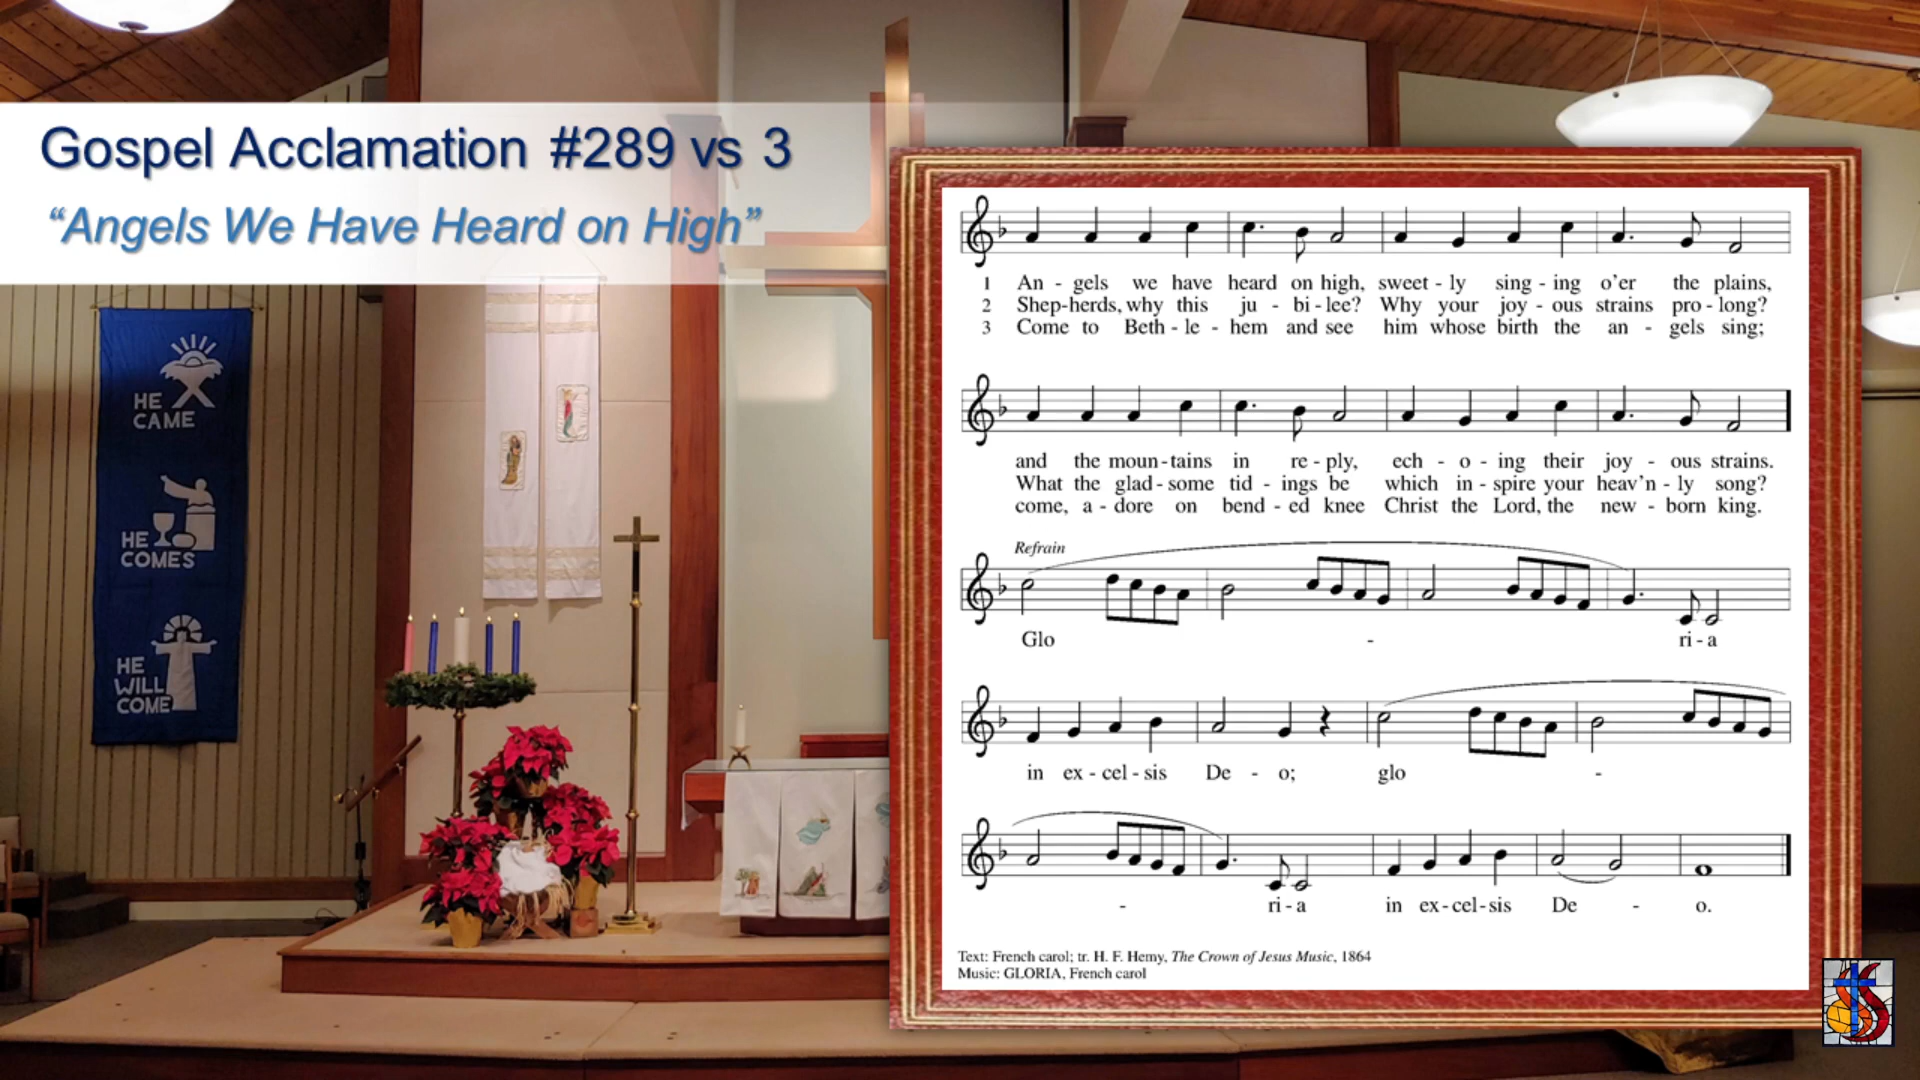 Gospel Acclamation #289 vs 3
“Angels We Have Heard on High”
HE
CAME
HE
COMES
HE
WILL
COME
1 An - gels we have heard on high, sweet - ly sing - ing o’er the plains,
2 Shep-herds, why this ju - bi - lee? Why your joy - ous strains pro - long?
3 Come to Beth - le - hem and see him whose birth the an - gels sing;
and the moun - tains in re - ply, ech - o - ing their joy - ous strains.
What the glad - some tid - ings be which in - spire your heav’n - ly song?
come, a - dore on bend - ed knee Christ the Lord, the new - born king.
Refrain
Glo - ri - a
in ex - cel - sis De - o; glo -
- ri - a in ex - cel - sis De - o.
Text: French carol; tr. H. F. Hemy, The Crown of Jesus Music, 1864
Music: GLORIA, French carol